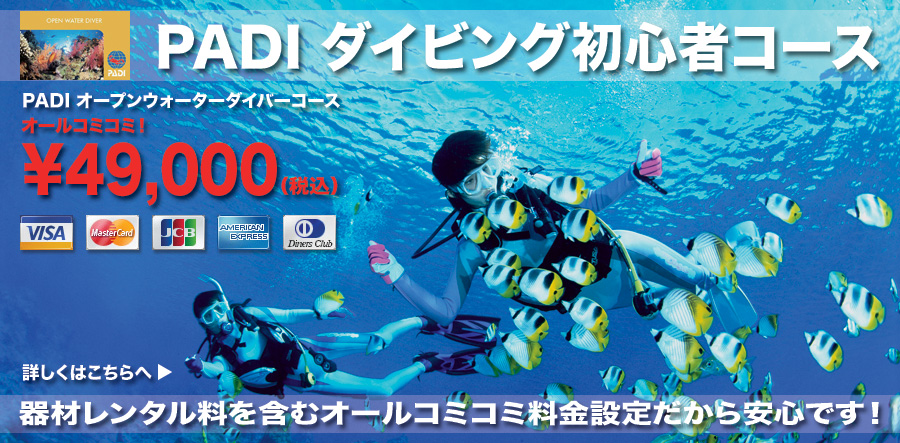 OPEN WATER DIVER
PADI
PADI ダイビング初心者コース
PADI オープンウォーターダイバーコース
オールコミコミ!
¥49,000(税込)
VISA
MasterCard
JCB
AMERICAN
EXPRESS
Diners Club
詳しくはこちらへ ▶
器材レンタル料を含むオールコミコミ料金設定だから安心です!